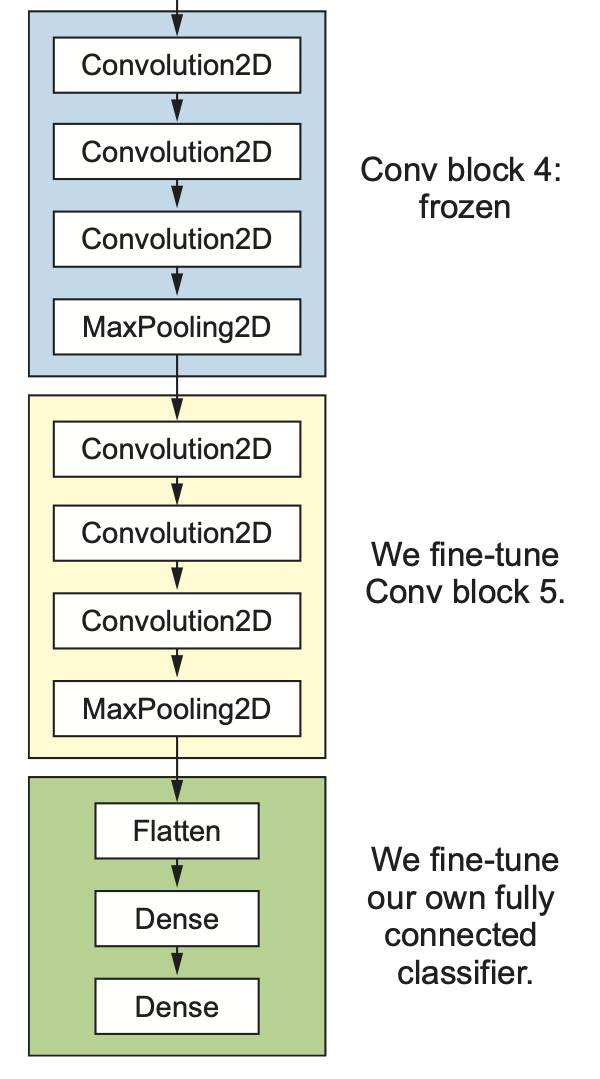 Convolution2D
Convolution2D
Convolution2D
MaxPooling2D
Conv block 4:
frozen
Convolution2D
Convolution2D
Convolution2D
MaxPooling2D
We fine-tune
Conv block 5.
Flatten
Dense
Dense
We fine-tune
our own fully
connected
classifier.